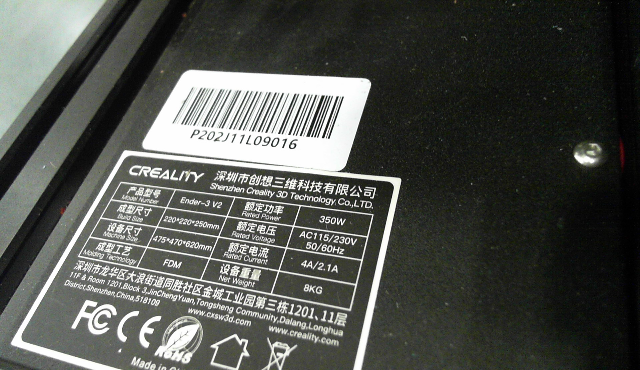 P202J11L09016
CREALITY 深圳市创想三维科技有限公司
Shenzhen Creality 3D Technology Co.,LTD.
产品型号 Ender-3 V2 额定功率 350W
Model Number Rated Power
成型尺寸 220*220*250mm 额定电压 AC115/230V
Build Size Rated Voltage 50/60Hz
设备尺寸 475*470*620mm 额定电流 4A/2.1A
Machine Size Rated Current
成型工艺 FDM 设备重量 8KG
Molding Technology Net Weight
深圳市龙华区大浪街道同胜社区金城工业园第三栋1201、11层
11F & Room 1201,Block 3,JinChengYuan,Tongsheng Community,Dalang,Longhua
District,Shenzhen,China,518109
www.cxsw3d.com www.creality.com
FC CE RoHS
Made in